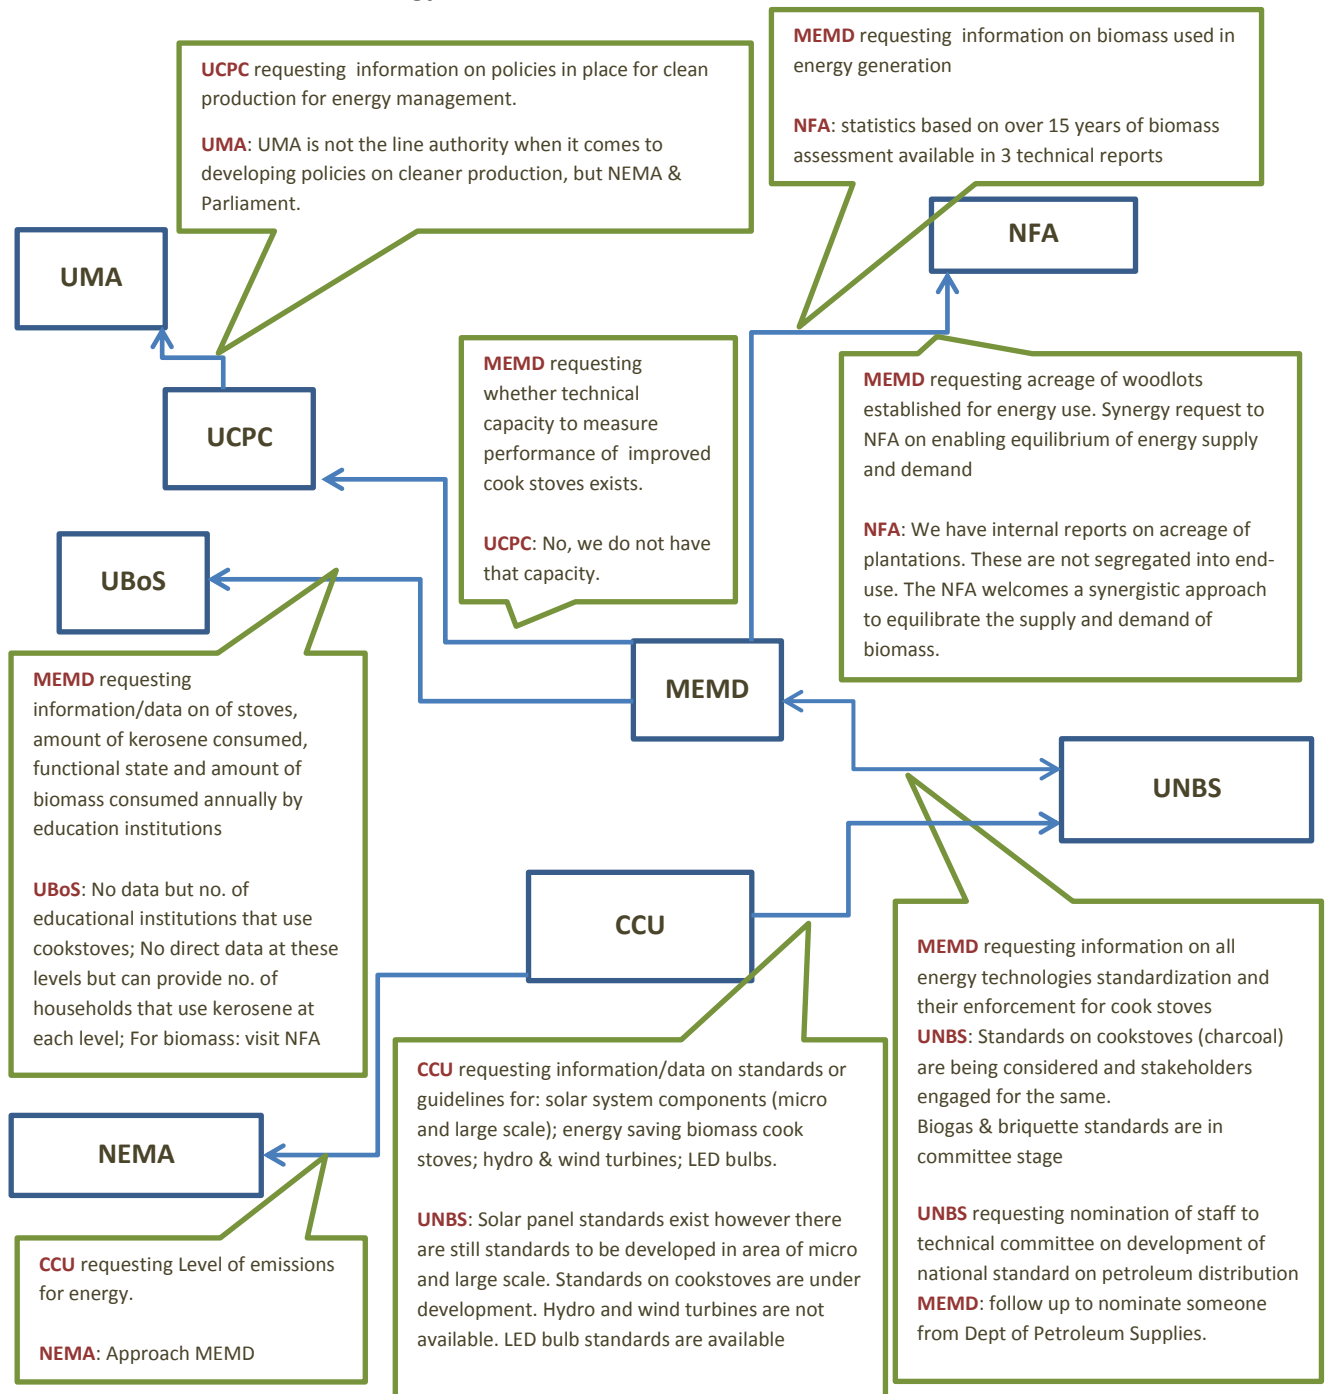 UCPC requesting information on policies in place for clean
production for energy management.
UMA: UMA is not the line authority when it comes to
developing policies on cleaner production, but NEMA &
Parliament.
MEMD requesting information on biomass used in
energy generation
NFA: statistics based on over 15 years of biomass
assessment available in 3 technical reports
NFA
UMA
MEMD requesting
whether technical
capacity to measure
performance of improved
cook stoves exists.
UCPC: No, we do not have
that capacity.
MEMD requesting acreage of woodlots
established for energy use. Synergy request to
NFA on enabling equilibrium of energy supply
and demand
NFA: We have internal reports on acreage of
plantations. These are not segregated into end-
use. The NFA welcomes a synergistic approach
to equilibrate the supply and demand of
biomass.
UCPC
UBoS
MEMD
MEMD requesting
information/data on of stoves,
amount of kerosene consumed,
functional state and amount of
biomass consumed annually by
education institutions
UBoS: No data but no. of
educational institutions that use
cookstoves; No direct data at these
levels but can provide no. of
households that use kerosene at
each level; For biomass: visit NFA
UNBS
CCU
MEMD requesting information on all
energy technologies standardization and
their enforcement for cook stoves
UNBS: Standards on cookstoves (charcoal)
are being considered and stakeholders
engaged for the same.
Biogas & briquette standards are in
committee stage
UNBS requesting nomination of staff to
technical committee on development of
national standard on petroleum distribution
MEMD: follow up to nominate someone
from Dept of Petroleum Supplies.
CCU requesting information/data on standards or
guidelines for: solar system components (micro
and large scale); energy saving biomass cook
stoves; hydro & wind turbines; LED bulbs.
UNBS: Solar panel standards exist however there
are still standards to be developed in area of micro
and large scale. Standards on cookstoves are under
development. Hydro and wind turbines are not
available. LED bulb standards are available
NEMA
CCU requesting Level of emissions
for energy.
NEMA: Approach MEMD